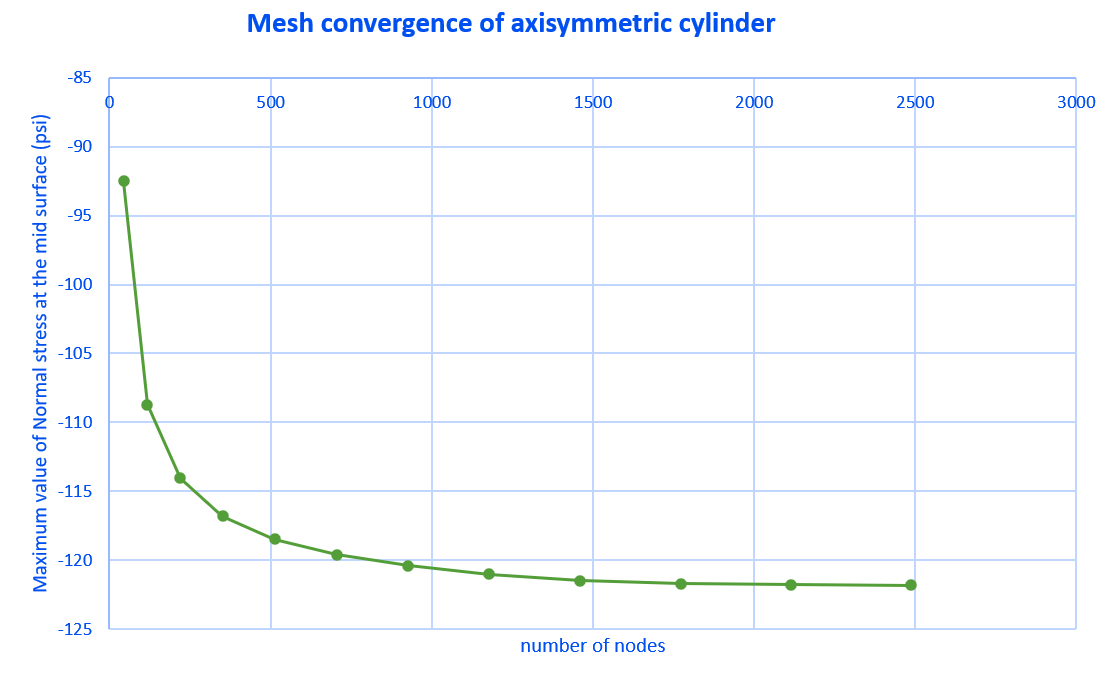 Mesh convergence of axisymmetric cylinder
-85
0 500 1000 1500 2000 2500 3000
-90
-95
-100
-105
-110
-115
-120
-125
Maximum value of Normal stress at the mid surface (psi)
number of nodes